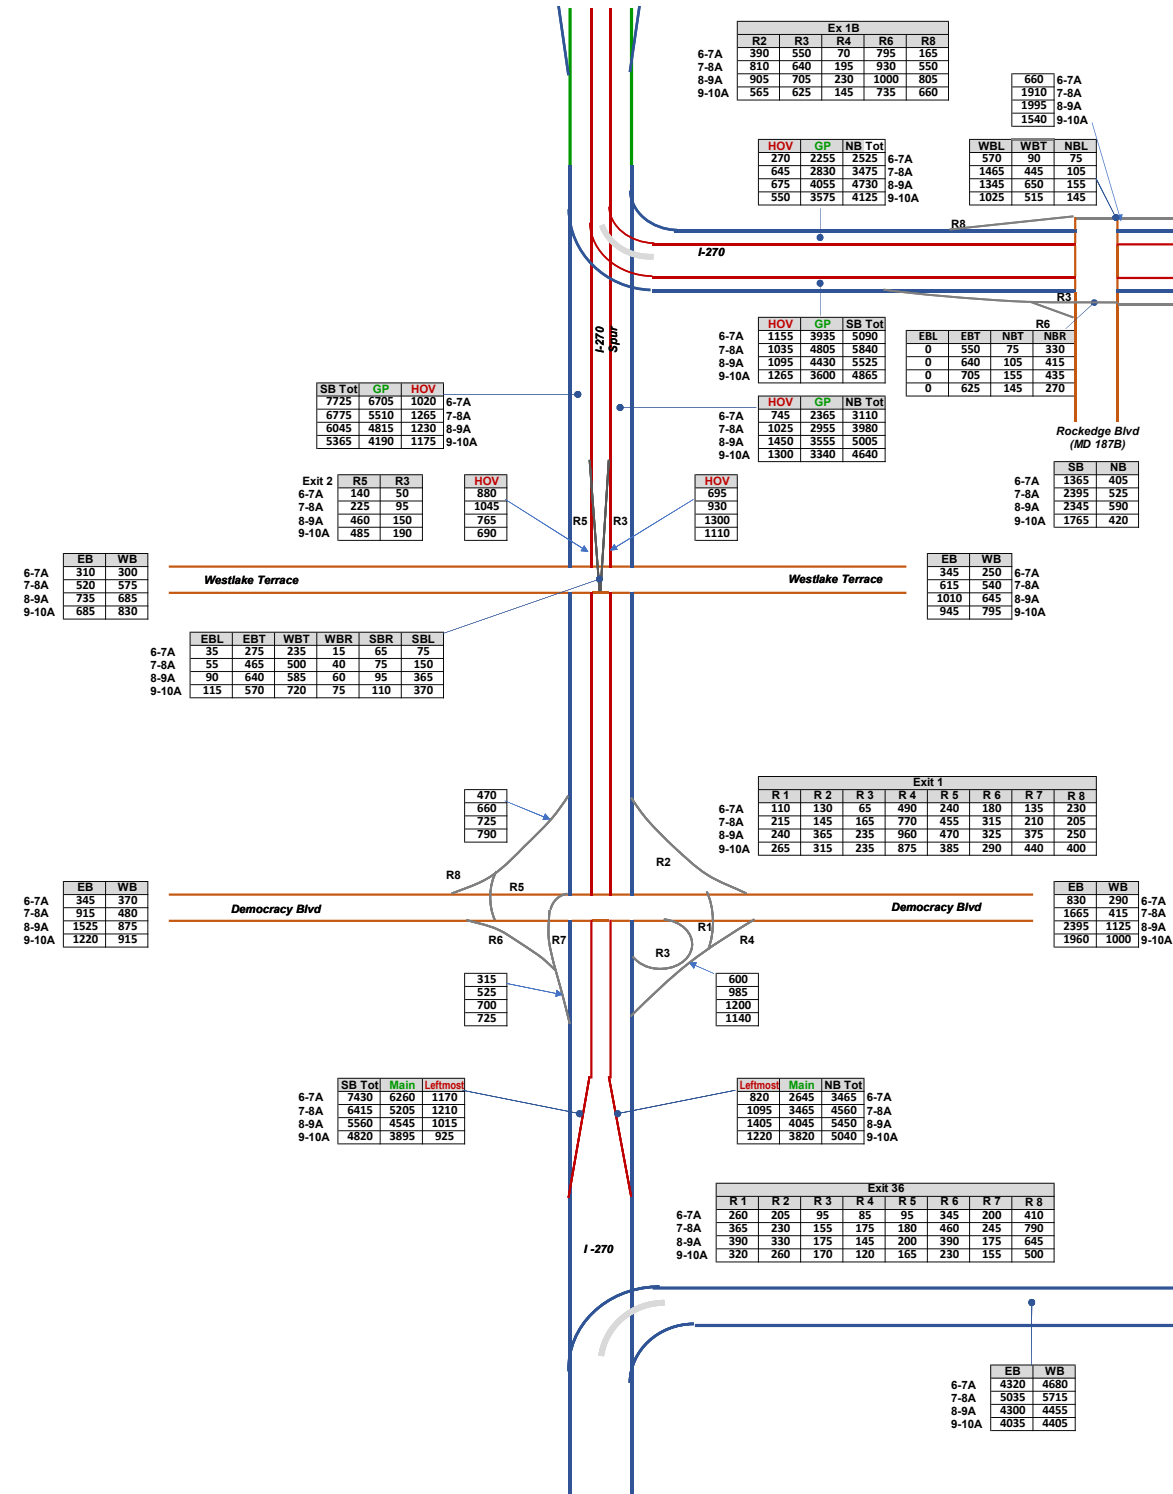 Ex 1B
R2 R3 R4 R6 R8
6-7A 390 550 70 795 165
7-8A 810 640 195 930 550
8-9A 905 705 230 1000 805
9-10A 565 625 145 735 660
660 6-7A
1910 7-8A
1995 8-9A
1540 9-10A
HOV GP NB Tot
270 2255 2525 6-7A
645 2830 3475 7-8A
675 4055 4730 8-9A
550 3575 4125 9-10A
WBL WBT NBL
570 90 75
1465 445 105
1345 650 155
1025 515 145
R8
I-270
R3
R6
I-270 Spur
HOV GP SB Tot
6-7A 1155 3935 5090
7-8A 1035 4805 5840
8-9A 1095 4430 5525
9-10A 1265 3600 4865
EBL EBT NBT NBR
0 550 75 330
0 640 105 415
0 705 155 435
0 625 145 270
SB Tot GP HOV
7725 6705 1020 6-7A
6775 5510 1265 7-8A
6045 4815 1230 8-9A
5365 4190 1175 9-10A
HOV GP NB Tot
6-7A 745 2365 3110
7-8A 1025 2955 3980
8-9A 1450 3555 5005
9-10A 1300 3340 4640
Rockedge Blvd
(MD 187B)
SB NB
6-7A 1365 405
7-8A 2395 525
8-9A 2345 590
9-10A 1765 420
Exit 2 R5 R3
6-7A 140 50
7-8A 225 95
8-9A 460 150
9-10A 485 190
HOV
880
1045
765
690
HOV
695
930
1300
1110
R5 R3
EB WB
6-7A 310 300
7-8A 520 575
8-9A 735 685
9-10A 685 830
Westlake Terrace
Westlake Terrace
EB WB
345 250 6-7A
615 540 7-8A
1010 645 8-9A
945 795 9-10A
EBL EBT WBT WBR SBR SBL
6-7A 35 275 235 15 65 75
7-8A 55 465 500 40 75 150
8-9A 90 640 585 60 95 365
9-10A 115 570 720 75 110 370
Exit 1
R 1 R 2 R 3 R 4 R 5 R 6 R 7 R 8
6-7A 110 130 65 490 240 180 135 230
7-8A 215 145 165 770 455 315 210 205
8-9A 240 365 235 960 470 325 375 250
9-10A 265 315 235 875 385 290 440 400
470
660
725
790
R2
R8
R5
EB WB
6-7A 345 370
7-8A 915 480
8-9A 1525 875
9-10A 1220 915
Democracy Blvd
Democracy Blvd
EB WB
830 290 6-7A
1665 415 7-8A
2395 1125 8-9A
1960 1000 9-10A
R6
R7
R3
R1
R4
315
525
700
725
600
985
1200
1140
SB Tot Main Leftmost
6-7A 7430 6260 1170
7-8A 6415 5205 1210
8-9A 5560 4545 1015
9-10A 4820 3895 925
Leftmost Main NB Tot
820 2645 3465 6-7A
1095 3465 4560 7-8A
1405 4045 5450 8-9A
1220 3820 5040 9-10A
Exit 36
R 1 R 2 R 3 R 4 R 5 R 6 R 7 R 8
6-7A 260 205 95 85 95 345 200 410
7-8A 365 230 155 175 180 460 245 790
8-9A 390 330 175 145 200 390 175 645
9-10A 320 260 170 120 165 230 155 500
I -270
EB WB
6-7A 4320 4680
7-8A 5035 5715
8-9A 4300 4455
9-10A 4035 4405